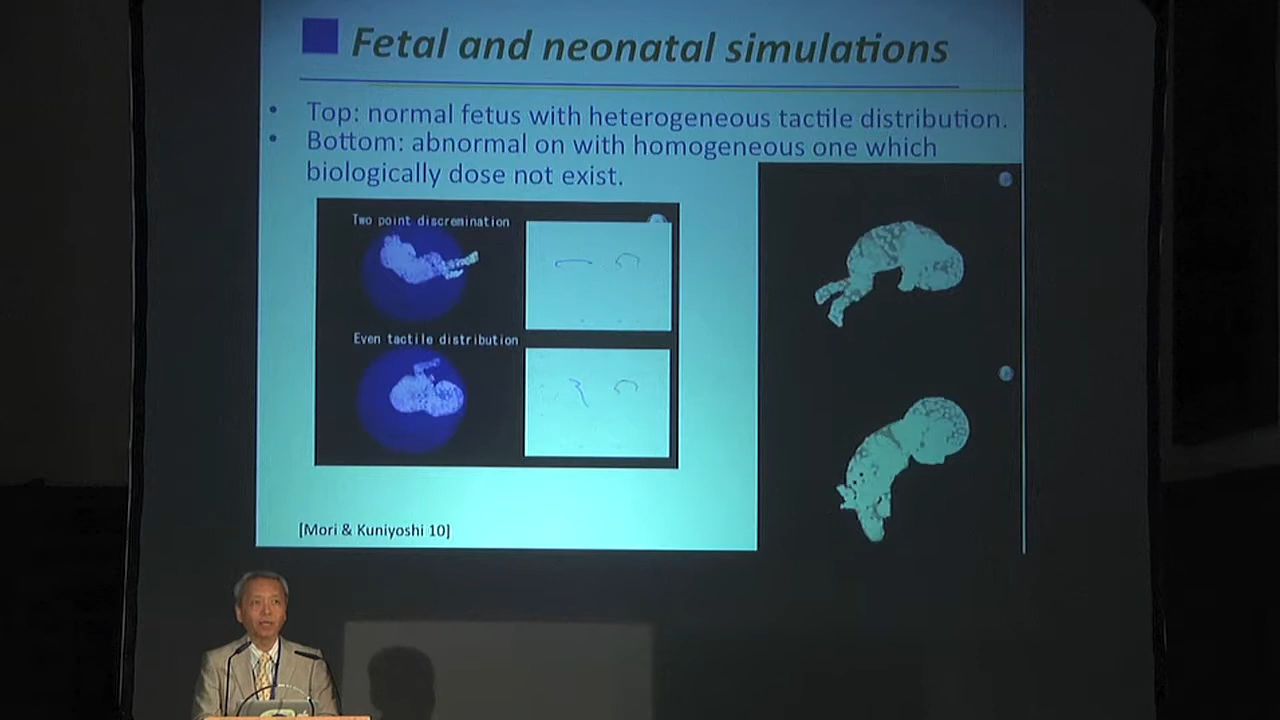 Fetal and neonatal simulations
• Top: normal fetus with heterogeneous tactile distribution.
• Bottom: abnormal on with homogeneous one which
biologically dose not exist.
Two point discremination
Even tactile distribution
[Mori & Kuniyoshi 10]